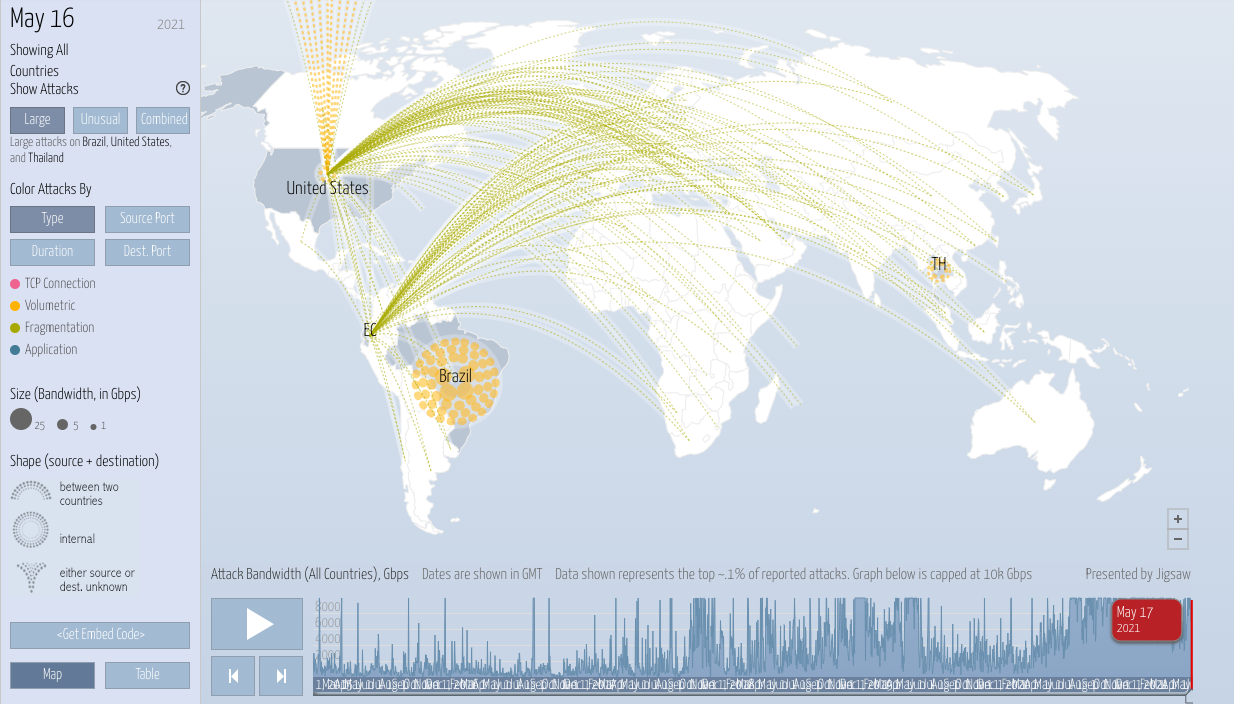 May 16
2021
Showing All
Countries
Show Attacks
?
Large
Unusual
Combined
Large attacks on Brazil, United States,
and Thailand
Color Attacks By
Type
Source Port
Duration
Dest. Port
TCP Connection
Volumetric
Fragmentation
Application
Size (Bandwidth, in Gbps)
25
5
1
Shape (source + destination)
between two
countries
internal
either source or
dest. unknown
<Get Embed Code>
Map
Table
United States
TH
EC
Brazil
+
−
Attack Bandwidth (All Countries), Gbps
Dates are shown in GMT
Data shown represents the top ~.1% of reported attacks. Graph below is capped at 10k Gbps
Presented by Jigsaw
8000
6000
4000
2000
May 17
2021